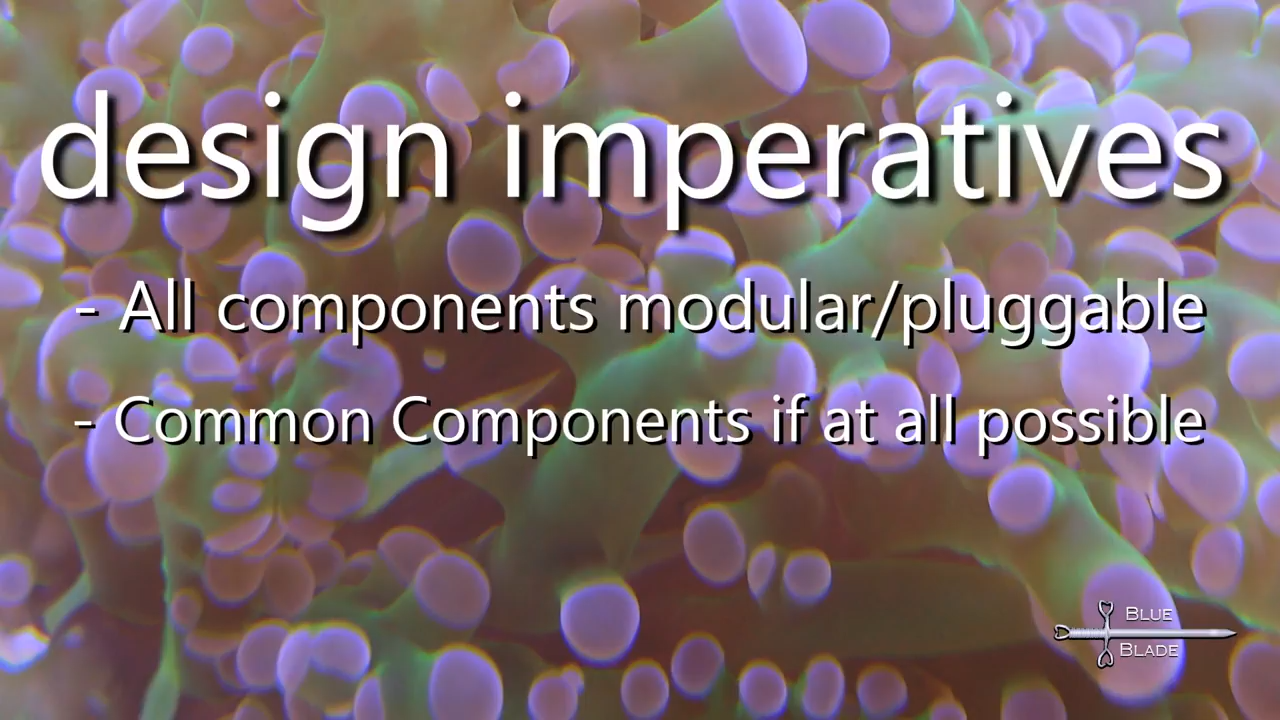 design imperatives
- All components modular/pluggable
- Common Components if at all possible
Blue
Blade